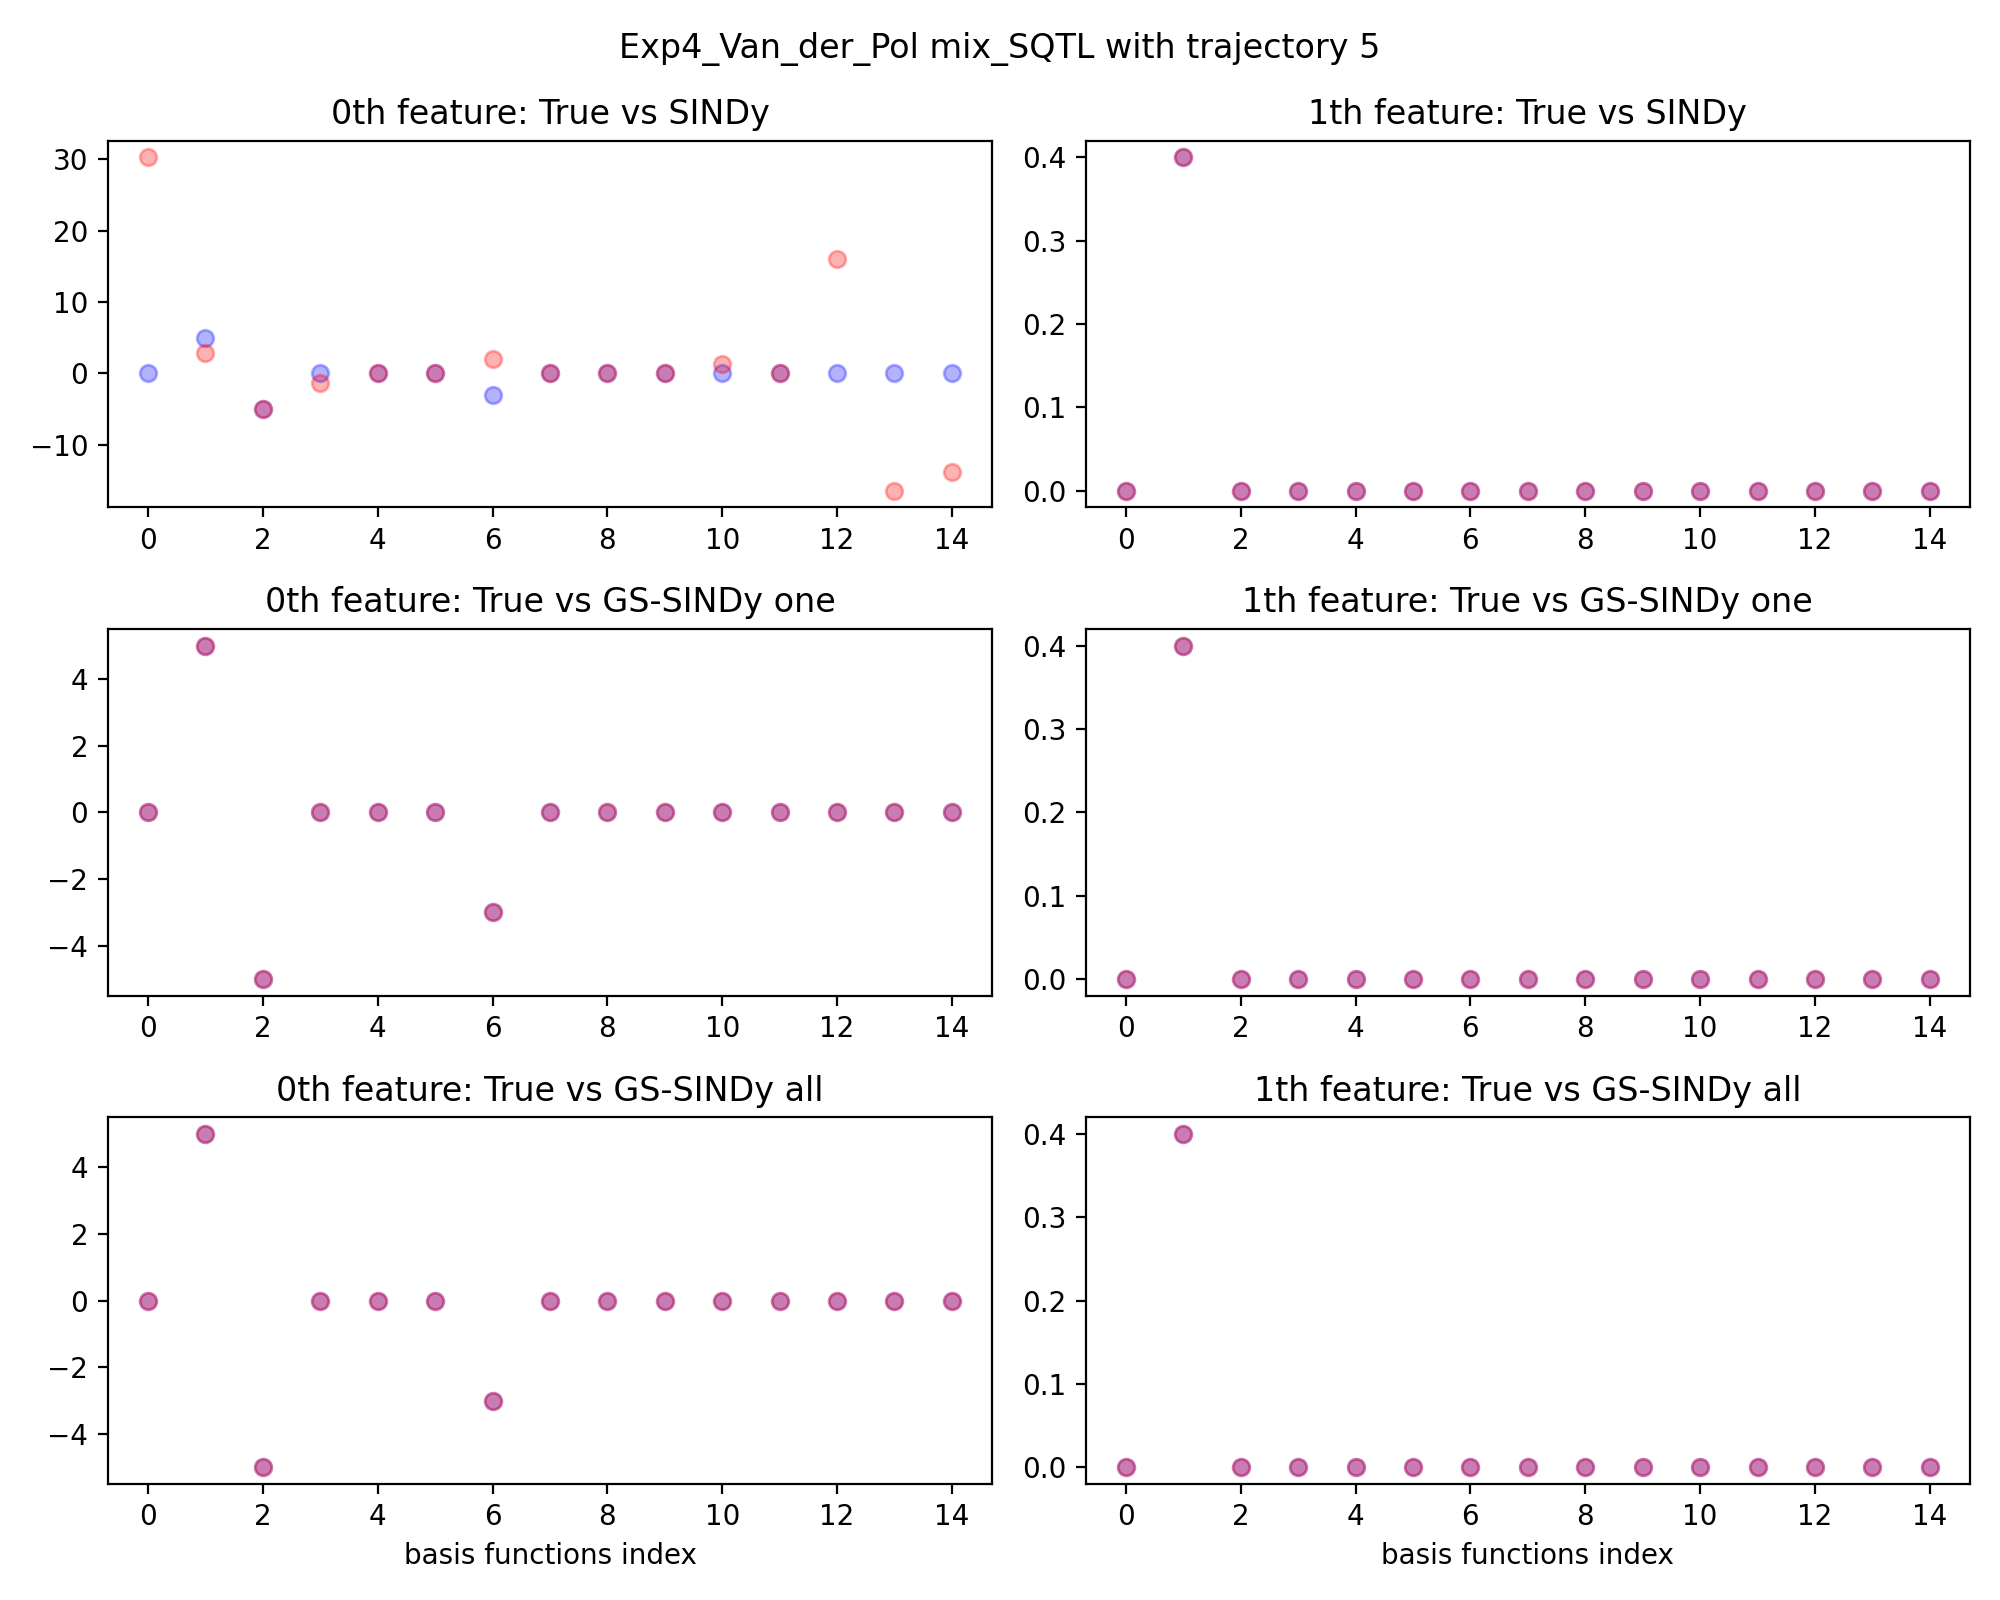 Exp4_Van_der_Pol mix_SQTL with trajectory 5
0th feature: True vs SINDy
30
20
10
0
−10
0 2 4 6 8 10 12 14
1th feature: True vs SINDy
0.4
0.3
0.2
0.1
0.0
0 2 4 6 8 10 12 14
0th feature: True vs GS-SINDy one
4
2
0
−2
−4
0 2 4 6 8 10 12 14
1th feature: True vs GS-SINDy one
0.4
0.3
0.2
0.1
0.0
0 2 4 6 8 10 12 14
0th feature: True vs GS-SINDy all
4
2
0
−2
−4
0 2 4 6 8 10 12 14
basis functions index
1th feature: True vs GS-SINDy all
0.4
0.3
0.2
0.1
0.0
0 2 4 6 8 10 12 14
basis functions index